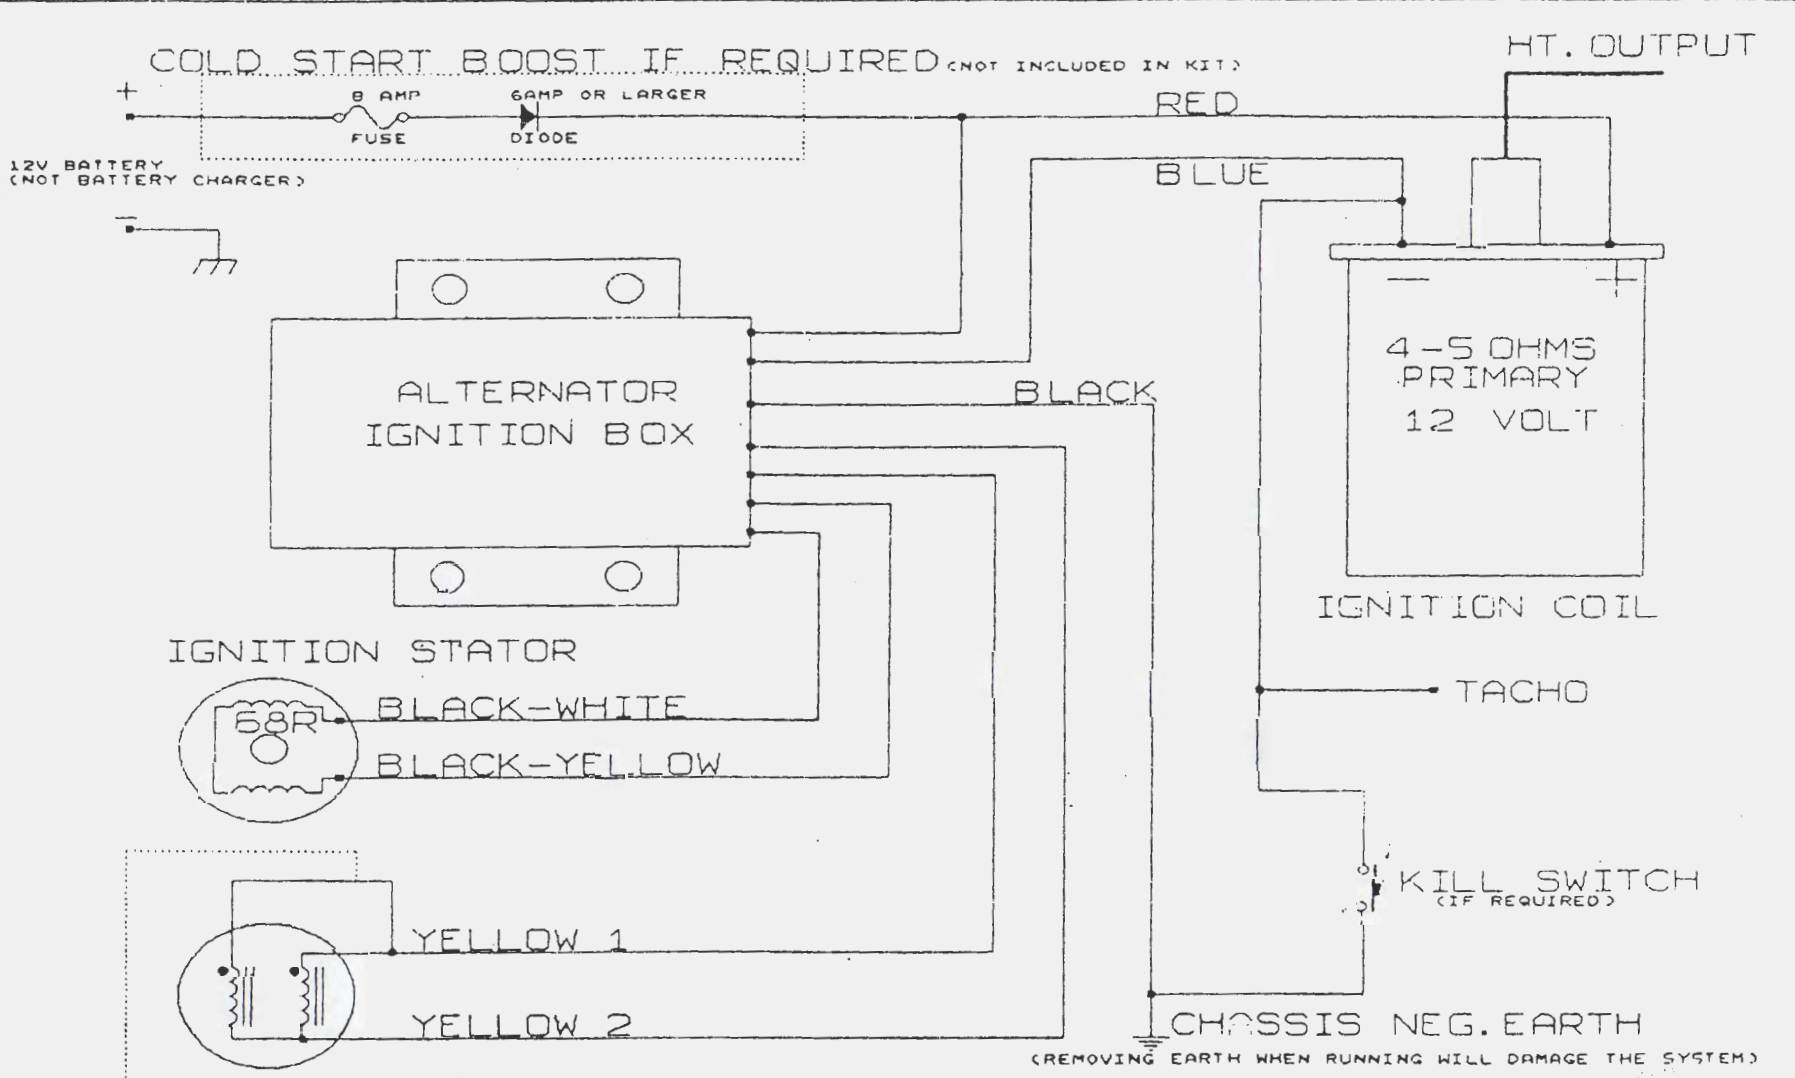 COLD START BOOST IF REQUIRED (NOT INCLUDED IN KIT)
HT. OUTPUT
+
8 AMP
FUSE
6AMP OR LARGER
DIODE
RED
12V BATTERY
(NOT BATTERY CHARGER)
BLUE
−
− +
4-5 OHMS
PRIMARY
12 VOLT
ALTERNATOR
IGNITION BOX
BLACK
IGNITION COIL
IGNITION STATOR
BLACK-WHITE
68R
BLACK-YELLOW
TACHO
KILL SWITCH
(IF REQUIRED)
YELLOW 1
YELLOW 2
CHASSIS NEG. EARTH
(REMOVING EARTH WHEN RUNNING WILL DAMAGE THE SYSTEM)